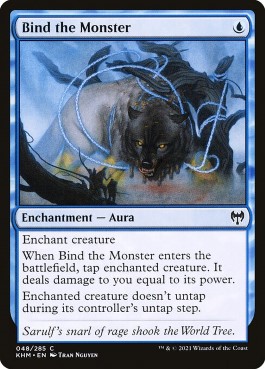 Bind the Monster
Enchantment — Aura
Enchant creature
When Bind the Monster enters the
battlefield, tap enchanted creature. It
deals damage to you equal to its power.
Enchanted creature doesn't untap
during its controller's untap step.
Sarulf's snarl of rage shook the World Tree.
048/285 C
KHM • EN Tran Nguyen
™ & © 2021 Wizards of the Coast